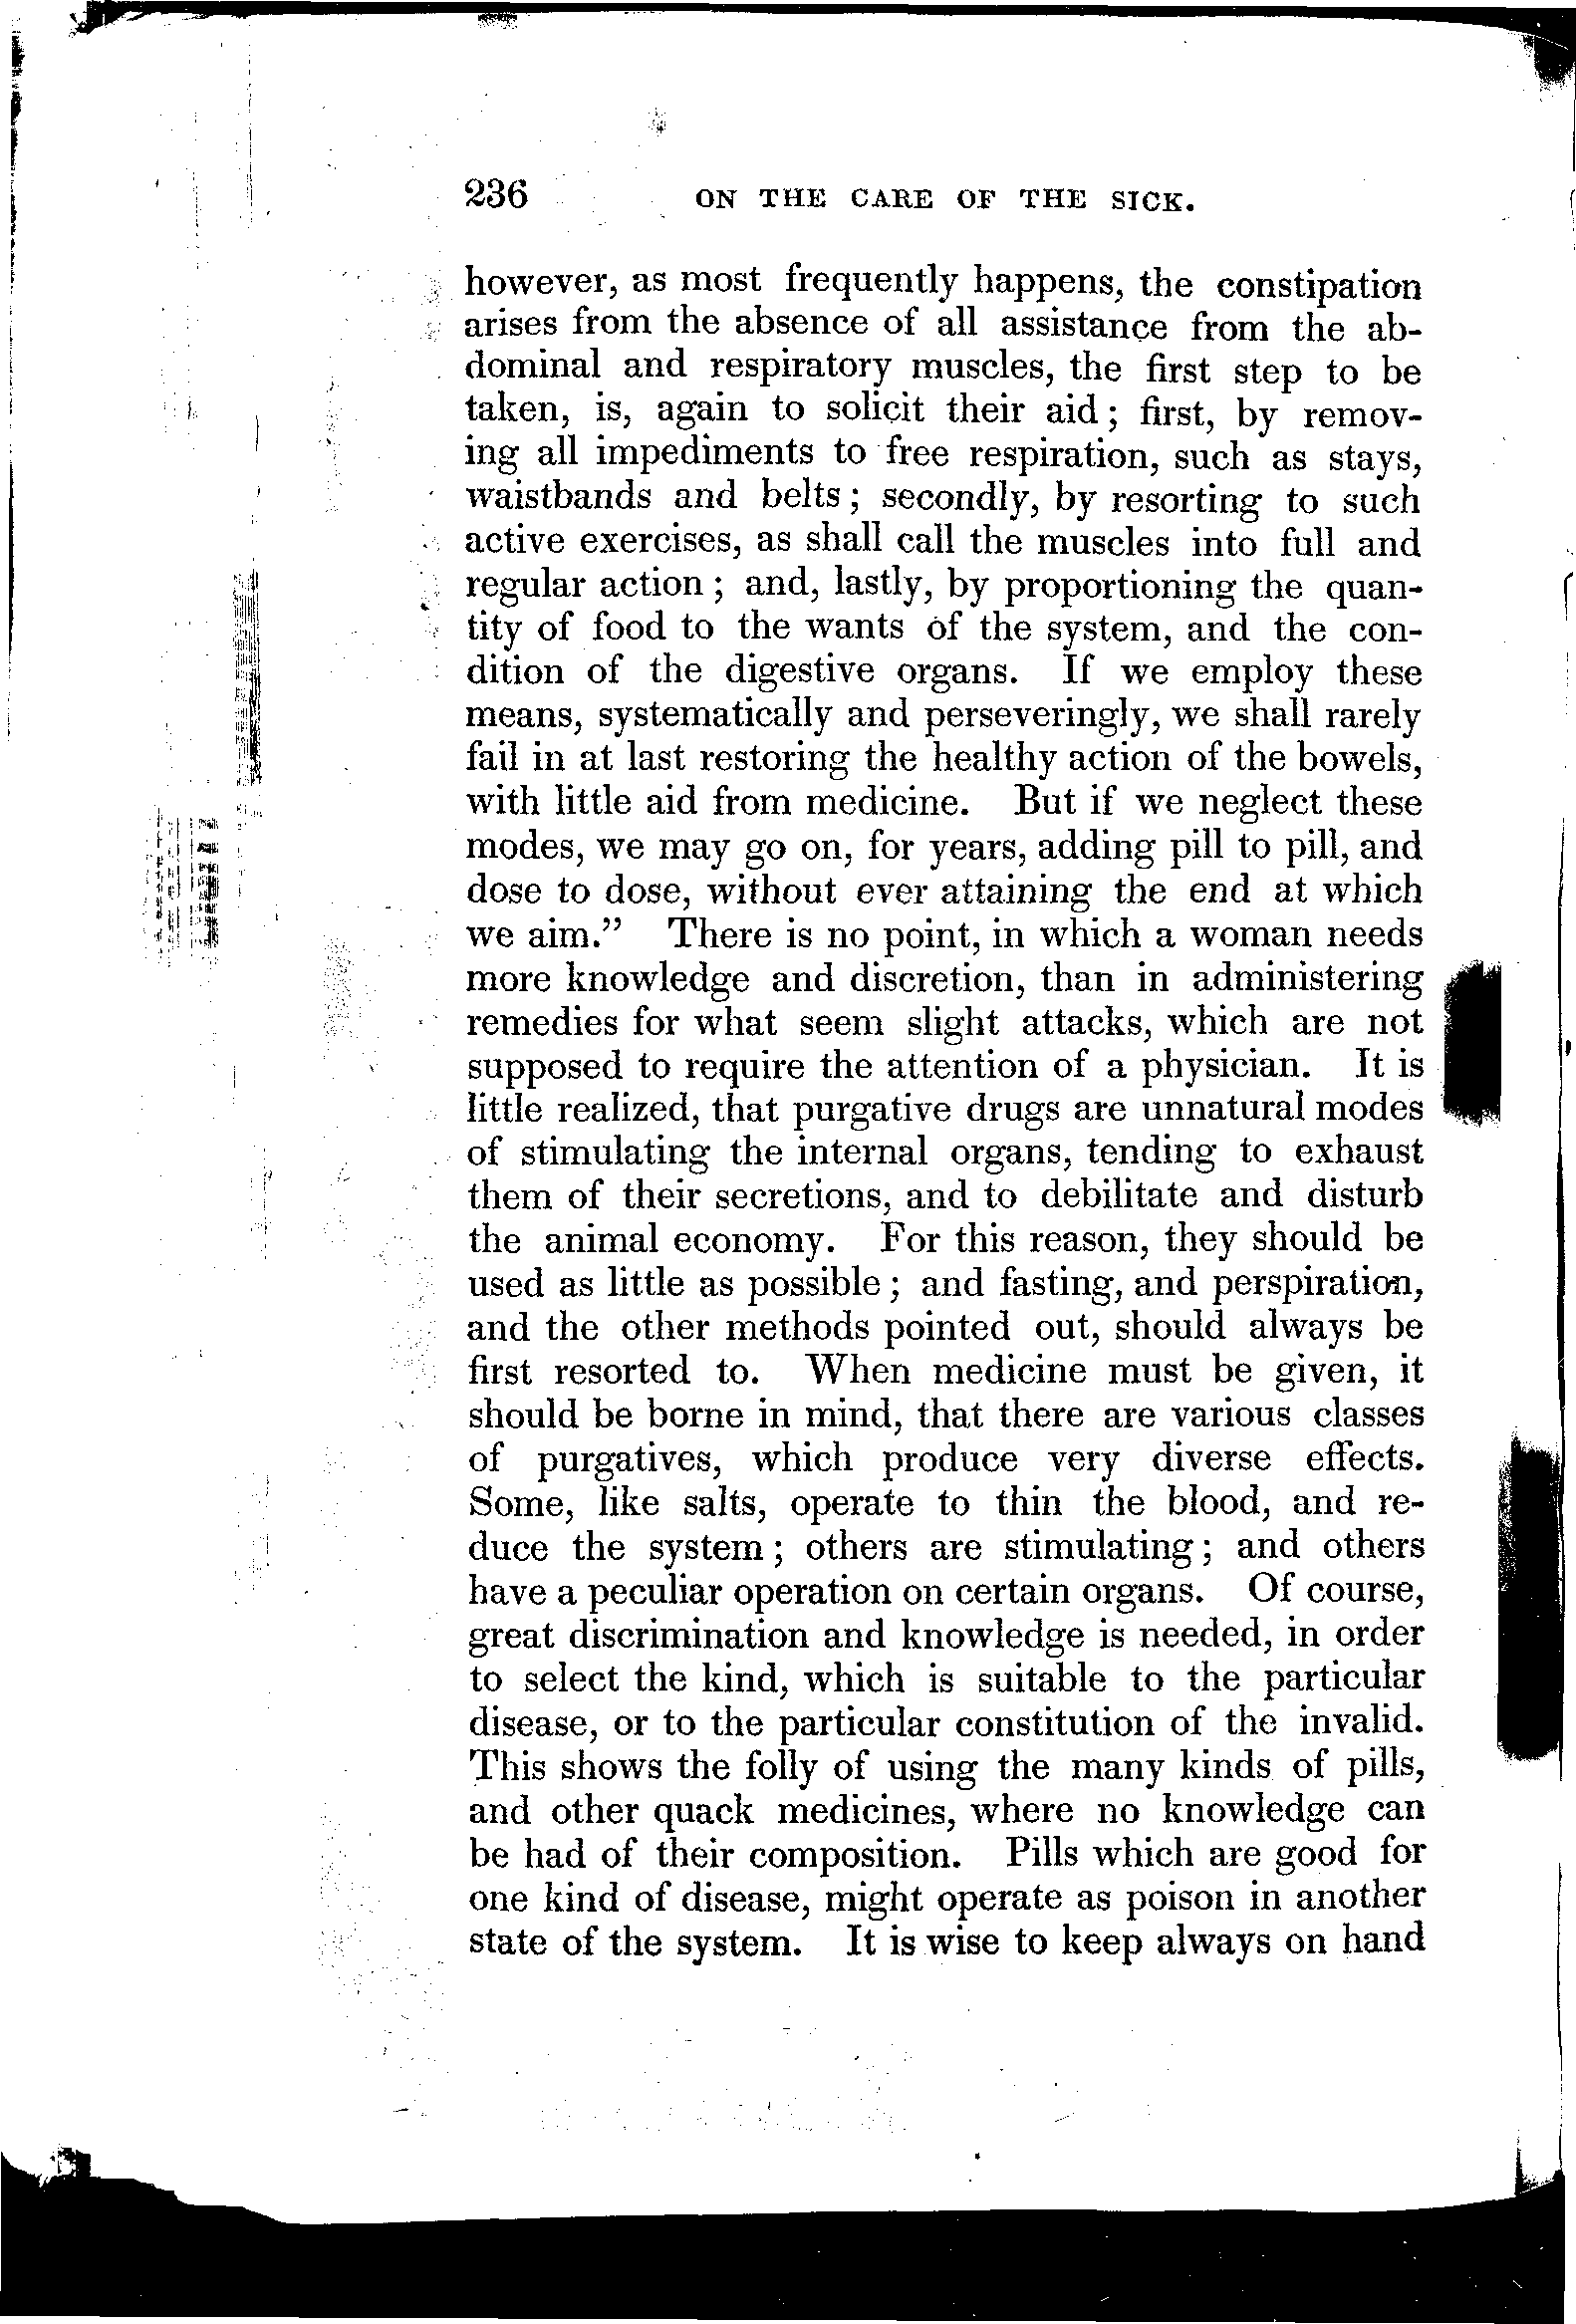 236 ON THE CARE OF THE SICK.
however, as most frequently happens, the constipation
arises from the absence of all assistance from the ab-
dominal and respiratory muscles, the first step to be
taken, is, again to solicit their aid; first, by remov-
ing all impediments to free respiration, such as stays,
waistbands and belts; secondly, by resorting to such
active exercises, as shall call the muscles into full and
regular action; and, lastly, by proportioning the quan-
tity of food to the wants of the system, and the con-
dition of the digestive organs. If we employ these
means, systematically and perseveringly, we shall rarely
fail in at last restoring the healthy action of the bowels,
with little aid from medicine. But if we neglect these
modes, we may go on, for years, adding pill to pill, and
dose to dose, without ever attaining the end at which
we aim.” There is no point, in which a woman needs
more knowledge and discretion, than in administering
remedies for what seem slight attacks, which are not
supposed to require the attention of a physician. It is
little realized, that purgative drugs are unnatural modes
of stimulating the internal organs, tending to exhaust
them of their secretions, and to debilitate and disturb
the animal economy. For this reason, they should be
used as little as possible; and fasting, and perspiration,
and the other methods pointed out, should always be
first resorted to. When medicine must be given, it
should be borne in mind, that there are various classes
of purgatives, which produce very diverse effects.
Some, like salts, operate to thin the blood, and re-
duce the system; others are stimulating; and others
have a peculiar operation on certain organs. Of course,
great discrimination and knowledge is needed, in order
to select the kind, which is suitable to the particular
disease, or to the particular constitution of the invalid.
This shows the folly of using the many kinds of pills,
and other quack medicines, where no knowledge can
be had of their composition. Pills which are good for
one kind of disease, might operate as poison in another
state of the system. It is wise to keep always on hand